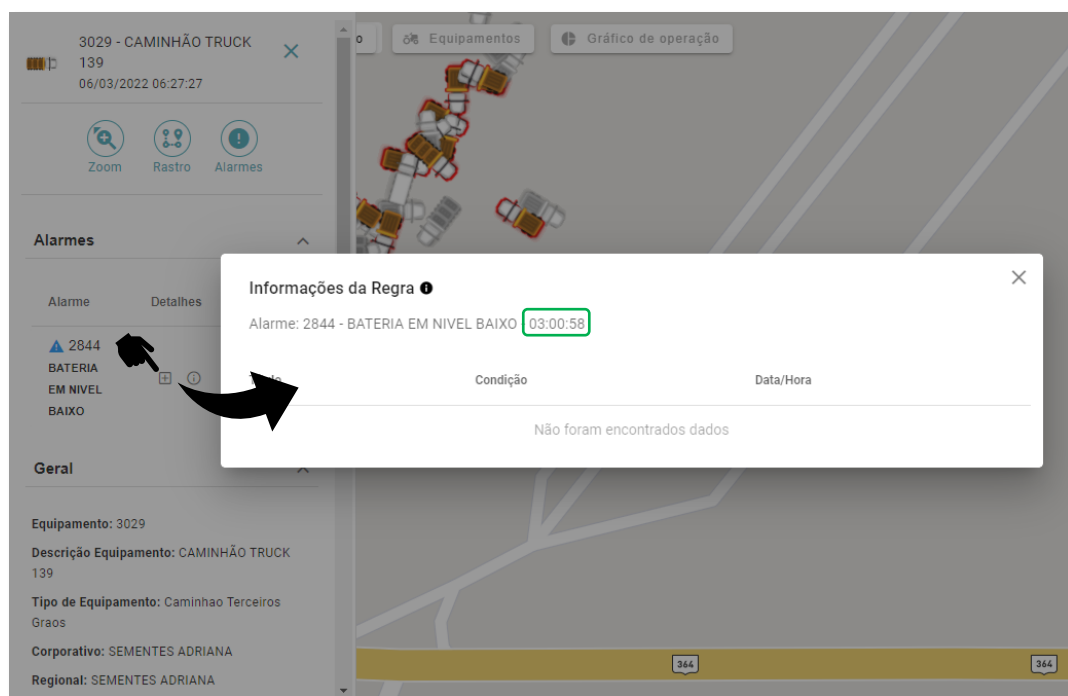 3029 - CAMINHÃO TRUCK
139
06/03/2022 06:27:27
Equipamentos
Gráfico de operação
Zoom
Rastro
Alarmes
Alarmes
Alarme
Detalhes
2844
BATERIA
EM NIVEL
BAIXO
Informações da Regra
Alarme: 2844 - BATERIA EM NIVEL BAIXO - 03:00:58
Condição
Data/Hora
Não foram encontrados dados
Geral
Equipamento: 3029
Descrição Equipamento: CAMINHÃO TRUCK
139
Tipo de Equipamento: Caminhao Terceiros
Graos
Corporativo: SEMENTES ADRIANA
Regional: SEMENTES ADRIANA
364
364